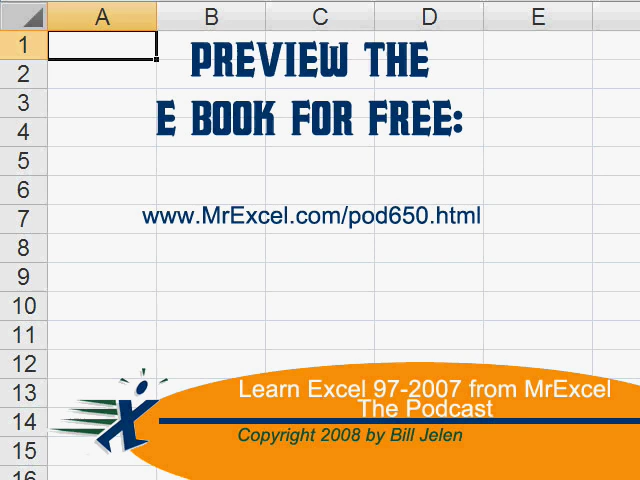 A B C D E
1
PREVIEW THE
2
3
E BOOK FOR FREE:
4
5
6
7
www.MrExcel.com/pod650.html
8
9
10
11
12
13
Learn Excel 97-2007 from MrExcel
The Podcast
14
Copyright 2008 by Bill Jelen
15
16
X